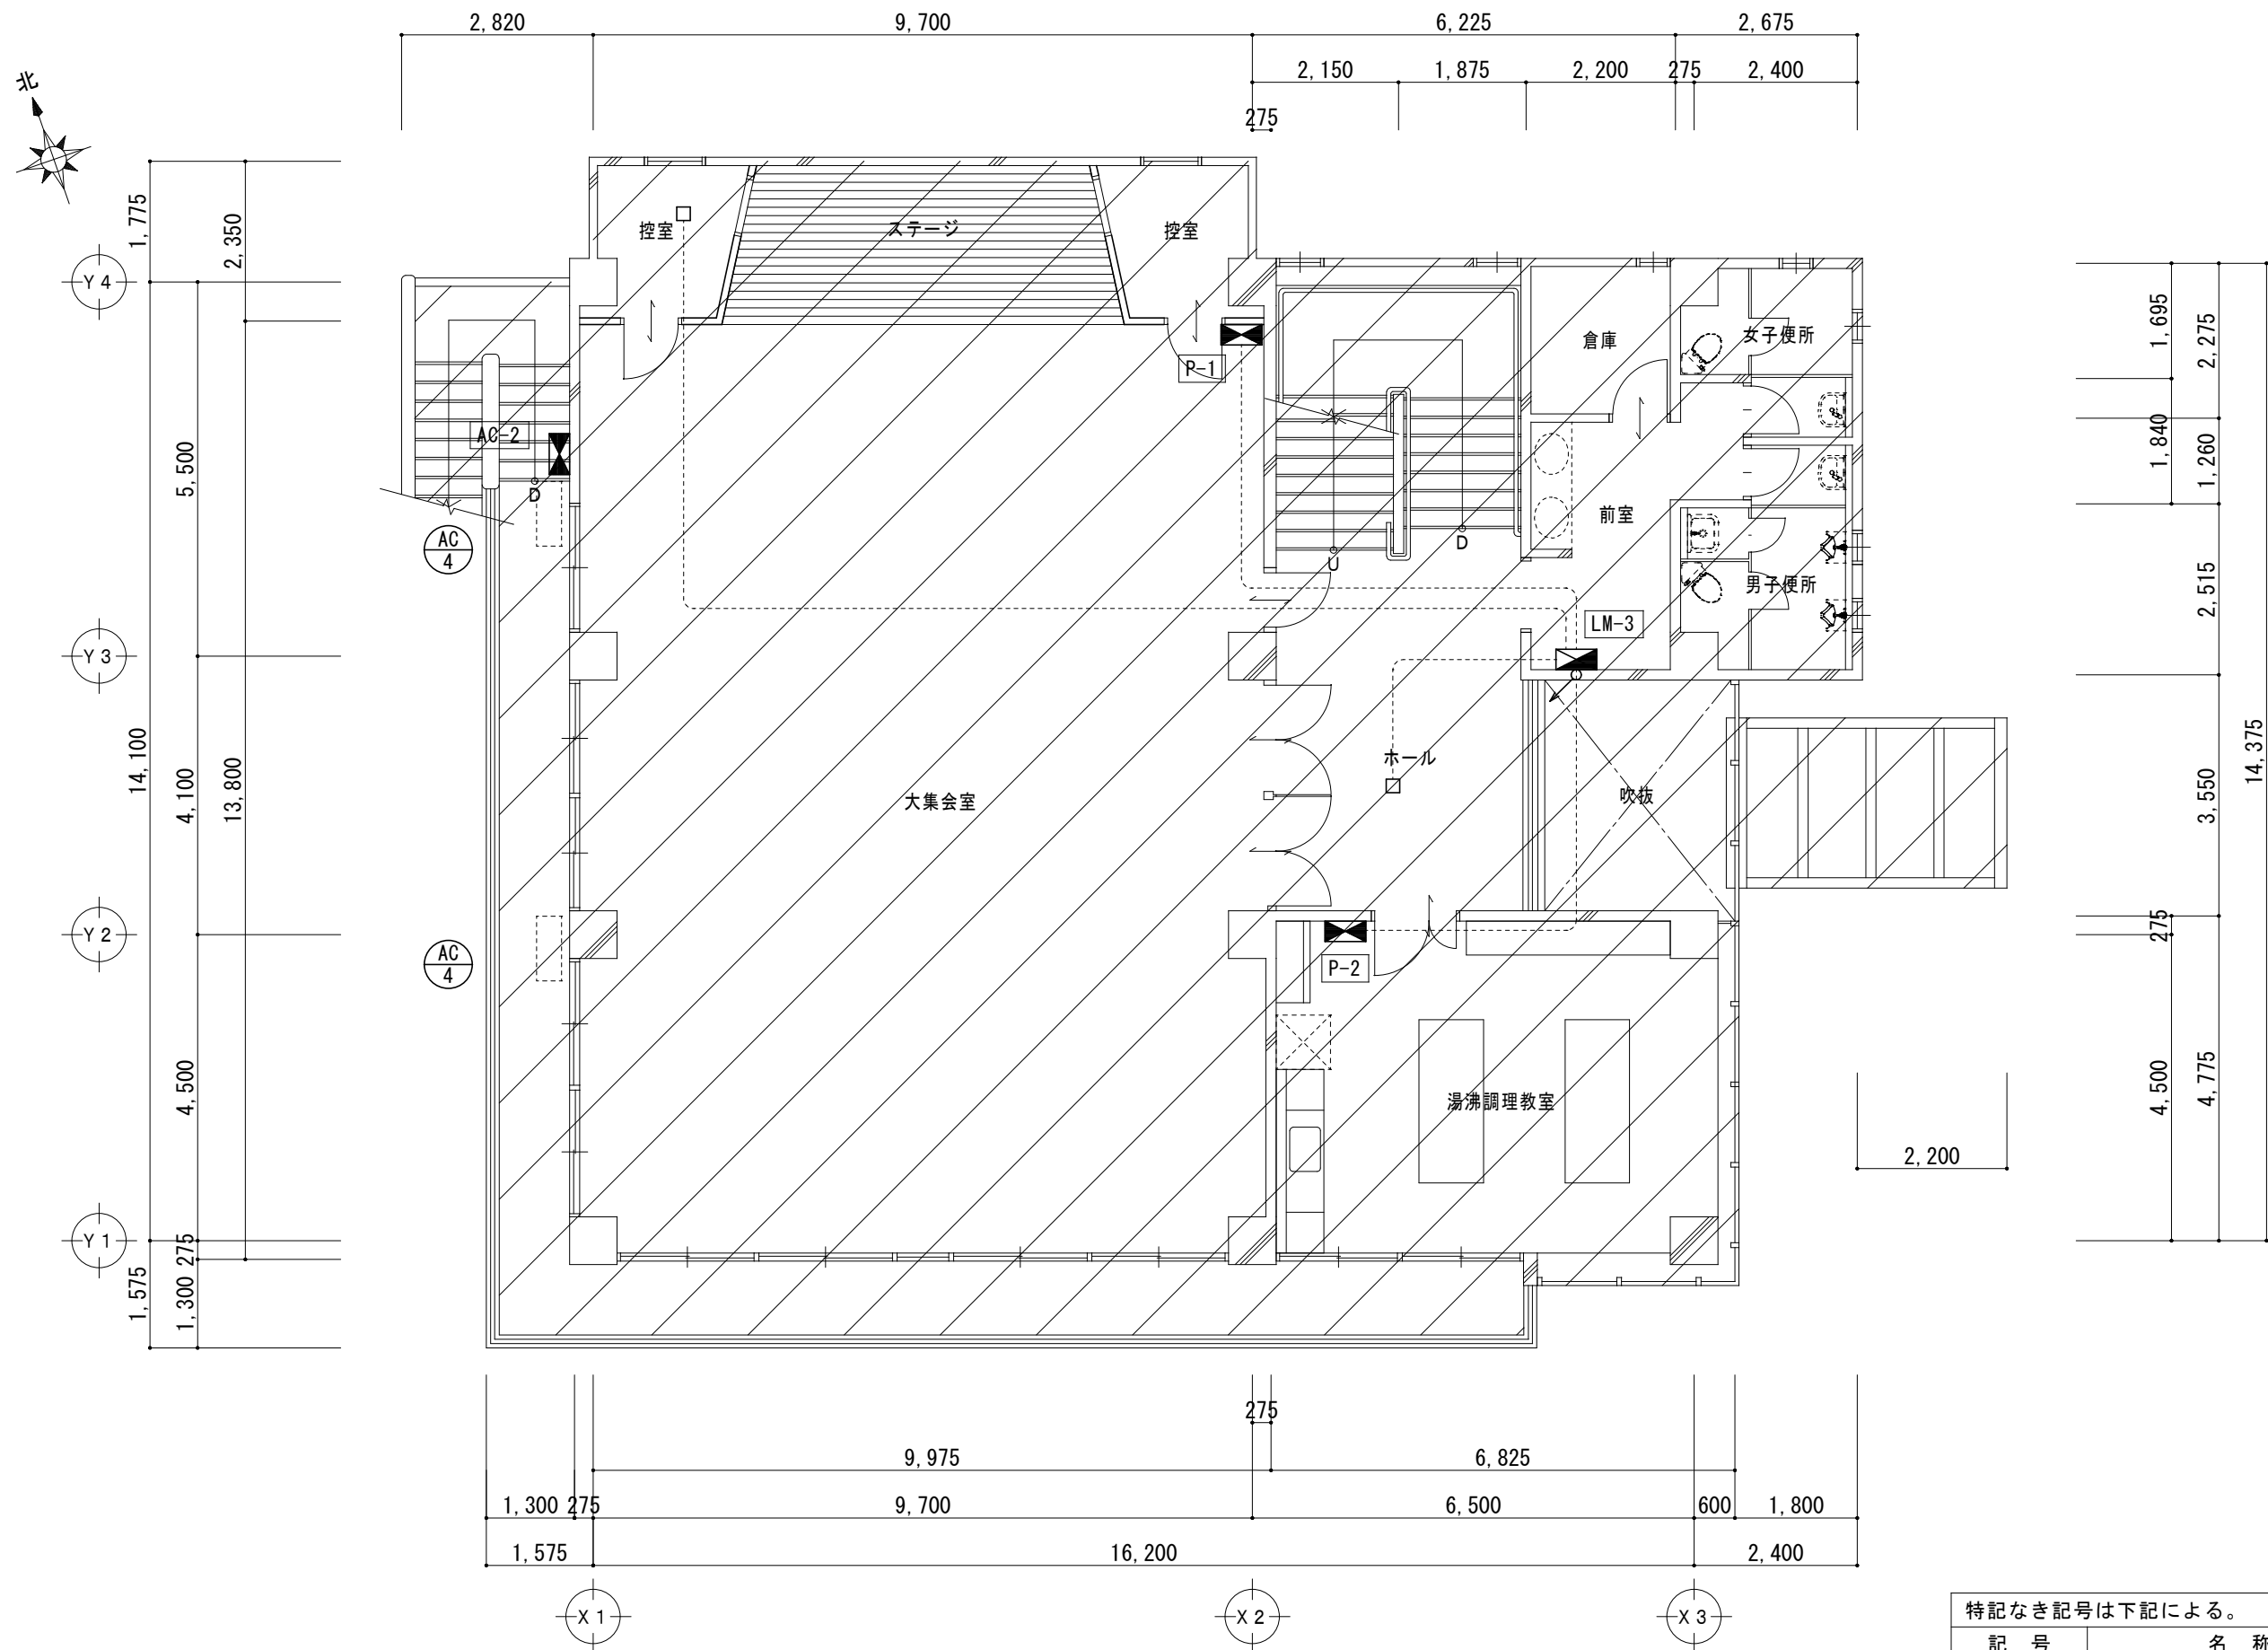 2,820
9,700
6,225
2,675
2,150
1,875
2,200
275
2,400
275
北
1,775
2,350
5,500
14,100
4,100
13,800
4,500
275
1,575
1,300
Y4
Y3
Y2
Y1
控室
ステージ
控室
P-1
倉庫
女子便所
AC-2
D
AC
4
前室
U
D
男子便所
LM-3
ホール
吹抜
大集会室
AC
4
P-2
湯沸調理教室
1,695
2,275
1,840
1,260
2,515
14,375
3,550
275
4,500
4,775
2,200
275
9,975
6,825
1,300
275
9,700
6,500
600
1,800
1,575
16,200
2,400
X1
X2
X3
特記なき記号は下記による。
記 号
名 称